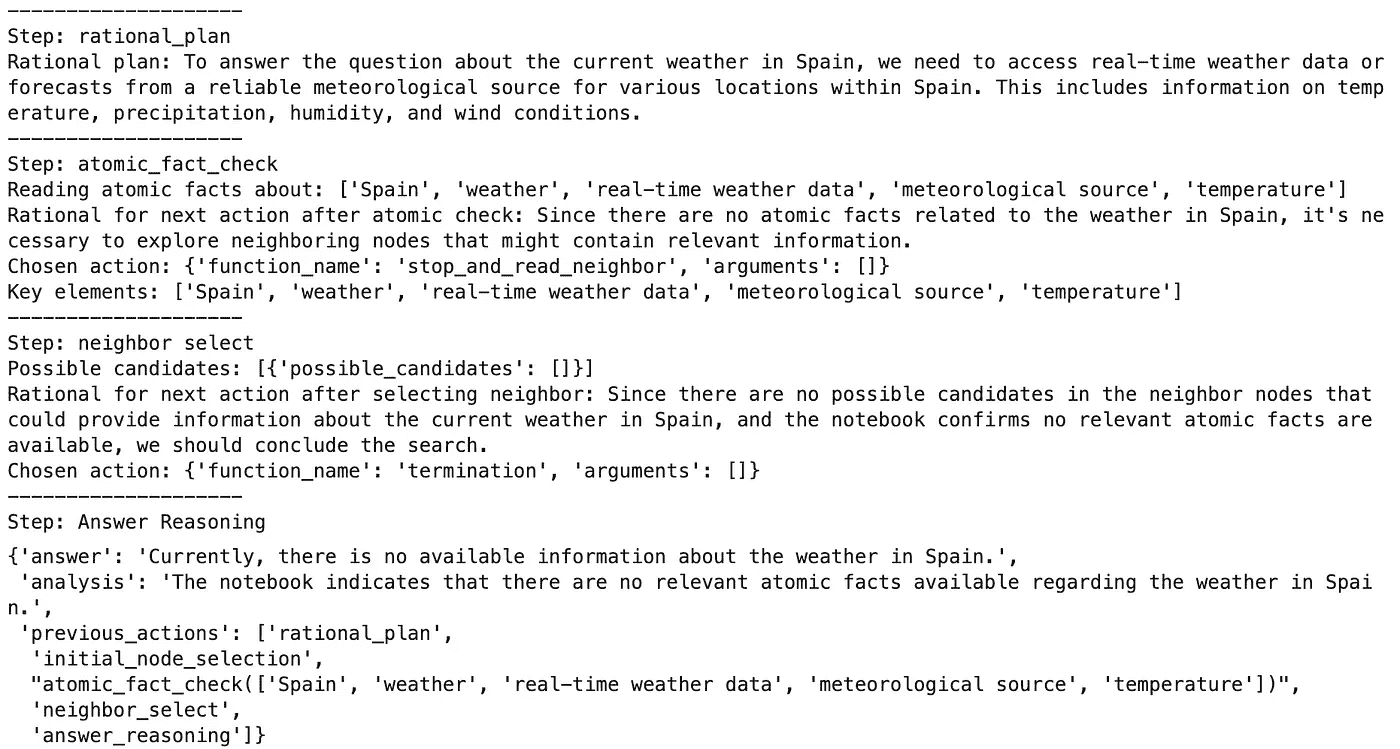 --------------------
Step: rational_plan
Rational plan: To answer the question about the current weather in Spain, we need to access real-time weather data or
forecasts from a reliable meteorological source for various locations within Spain. This includes information on temp
erature, precipitation, humidity, and wind conditions.
--------------------
Step: atomic_fact_check
Reading atomic facts about: ['Spain', 'weather', 'real-time weather data', 'meteorological source', 'temperature']
Rational for next action after atomic check: Since there are no atomic facts related to the weather in Spain, it's ne
cessary to explore neighboring nodes that might contain relevant information.
Chosen action: {'function_name': 'stop_and_read_neighbor', 'arguments': []}
Key elements: ['Spain', 'weather', 'real-time weather data', 'meteorological source', 'temperature']
--------------------
Step: neighbor select
Possible candidates: [{'possible_candidates': []}]
Rational for next action after selecting neighbor: Since there are no possible candidates in the neighbor nodes that
could provide information about the current weather in Spain, and the notebook confirms no relevant atomic facts are
available, we should conclude the search.
Chosen action: {'function_name': 'termination', 'arguments': []}
--------------------
Step: Answer Reasoning
{'answer': 'Currently, there is no available information about the weather in Spain.',
 'analysis': 'The notebook indicates that there are no relevant atomic facts available regarding the weather in Spai
n.',
 'previous_actions': ['rational_plan',
  'initial_node_selection',
  "atomic_fact_check(['Spain', 'weather', 'real-time weather data', 'meteorological source', 'temperature'])",
  'neighbor_select',
  'answer_reasoning']}